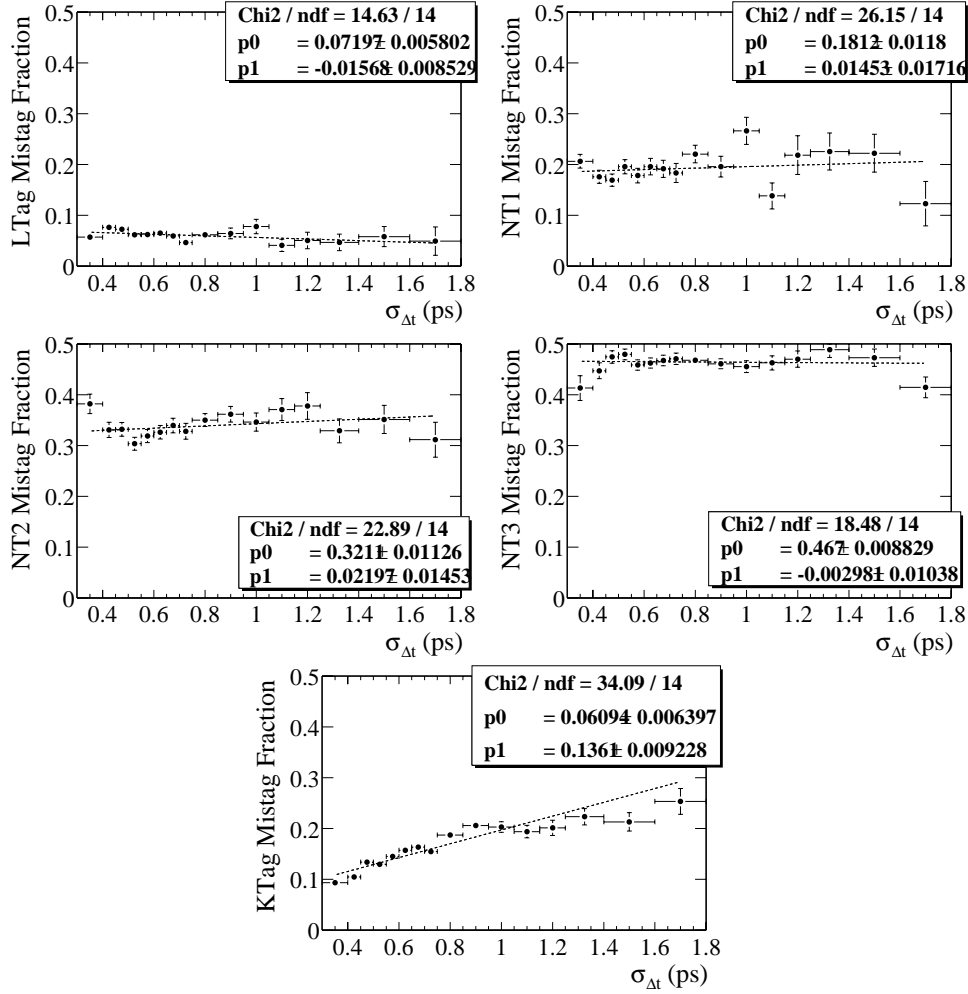 Chi2 / ndf = 14.63 / 14
p0 = 0.07197± 0.005802
p1 = -0.01568± 0.008529
LTag Mistag Fraction
0.5
0.4
0.3
0.2
0.1
0
0.4 0.6 0.8 1 1.2 1.4 1.6 1.8
σΔt (ps)
Chi2 / ndf = 26.15 / 14
p0 = 0.1812± 0.0118
p1 = 0.01453± 0.01716
NT1 Mistag Fraction
0.5
0.4
0.3
0.2
0.1
0
0.4 0.6 0.8 1 1.2 1.4 1.6 1.8
σΔt (ps)
NT2 Mistag Fraction
0.5
0.4
0.3
0.2
0.1
0
Chi2 / ndf = 22.89 / 14
p0 = 0.3211± 0.01126
p1 = 0.02197± 0.01453
0.4 0.6 0.8 1 1.2 1.4 1.6 1.8
σΔt (ps)
NT3 Mistag Fraction
0.5
0.4
0.3
0.2
0.1
0
Chi2 / ndf = 18.48 / 14
p0 = 0.467± 0.008829
p1 = -0.002981± 0.01038
0.4 0.6 0.8 1 1.2 1.4 1.6 1.8
σΔt (ps)
KTag Mistag Fraction
0.5
0.4
0.3
0.2
0.1
0
Chi2 / ndf = 34.09 / 14
p0 = 0.06094± 0.006397
p1 = 0.1361± 0.009228
0.4 0.6 0.8 1 1.2 1.4 1.6 1.8
σΔt (ps)